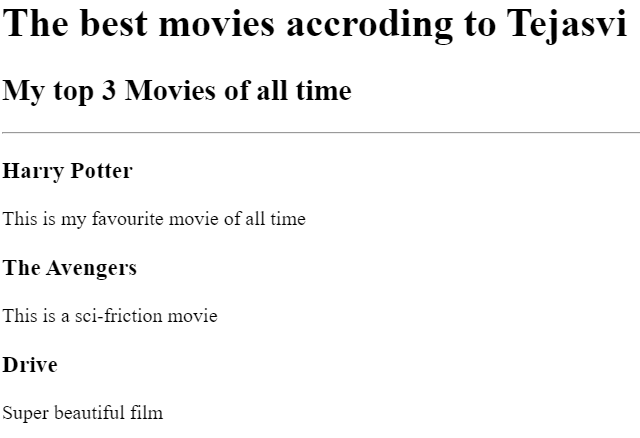 The best movies accroding to Tejasvi
My top 3 Movies of all time
Harry Potter
This is my favourite movie of all time
The Avengers
This is a sci-friction movie
Drive
Super beautiful film